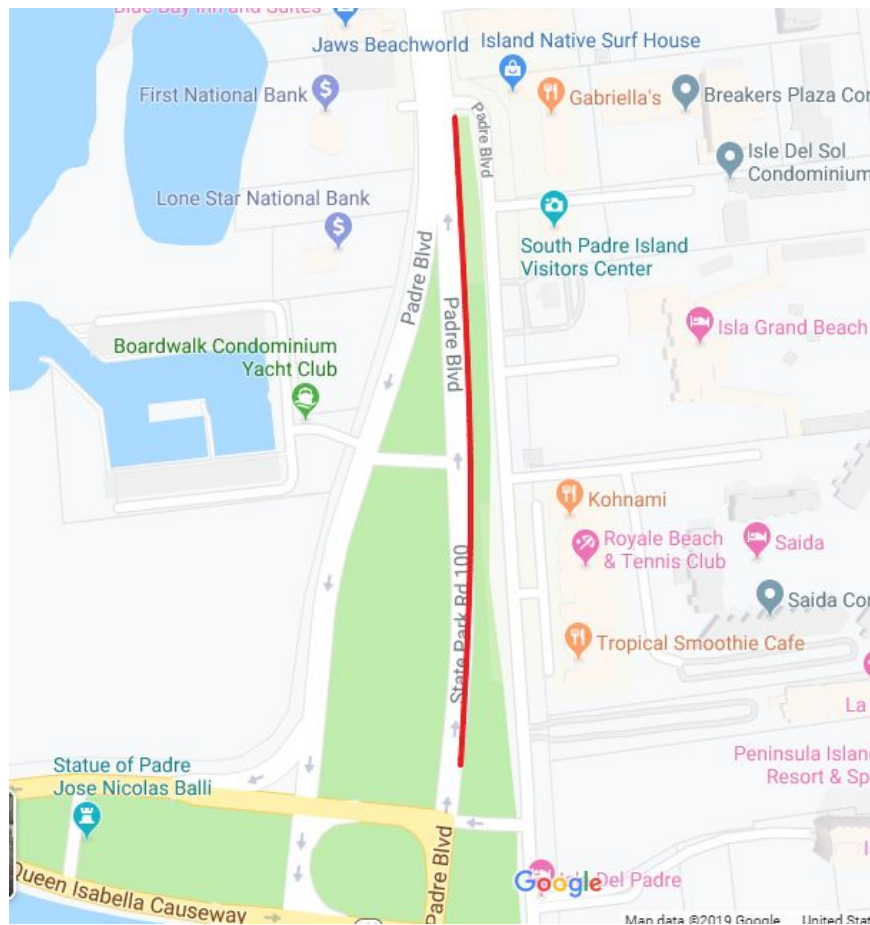 Blue Bay Inn and Suites
Jaws Beachworld
Island Native Surf House
First National Bank
Gabriella's
Breakers Plaza Con
Padre Blvd
Isle Del Sol
Condominium
Lone Star National Bank
South Padre Island
Visitors Center
Padre Blvd
Padre Blvd
Isla Grand Beach
Boardwalk Condominium
Yacht Club
Kohnami
Royale Beach
& Tennis Club
Saida
State Park Rd 100
Saida Con
Tropical Smoothie Cafe
La
Statue of Padre
Jose Nicolas Balli
Peninsula Island
Resort & Sp
Padre Blvd
Queen Isabella Causeway
Google
Del Padre
Map data ©2019 Google
United Stat